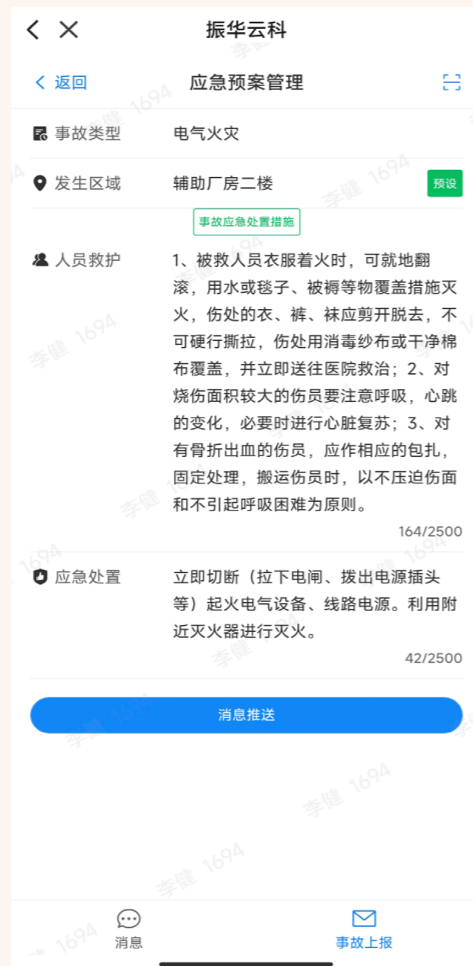 振华云科
返回
应急预案管理
事故类型
电气火灾
发生区域
辅助厂房二楼
预设
事故应急处置措施
人员救护
1、被救人员衣服着火时，可就地翻
滚，用水或毯子、被褥等物覆盖措施灭
火，伤处的衣、裤、袜应剪开脱去，不
可硬行撕拉，伤处用消毒纱布或干净棉
布覆盖，并立即送往医院救治；2、对
烧伤面积较大的伤员要注意呼吸，心跳
的变化，必要时进行心脏复苏；3、对
有骨折出血的伤员，应作相应的包扎，
固定处理，搬运伤员时，以不压迫伤面
和不引起呼吸困难为原则。
164/2500
应急处置
立即切断（拉下电闸、拨出电源插头
等）起火电气设备、线路电源。利用附
近灭火器进行灭火。
42/2500
消息推送
消息
事故上报
李健 1694